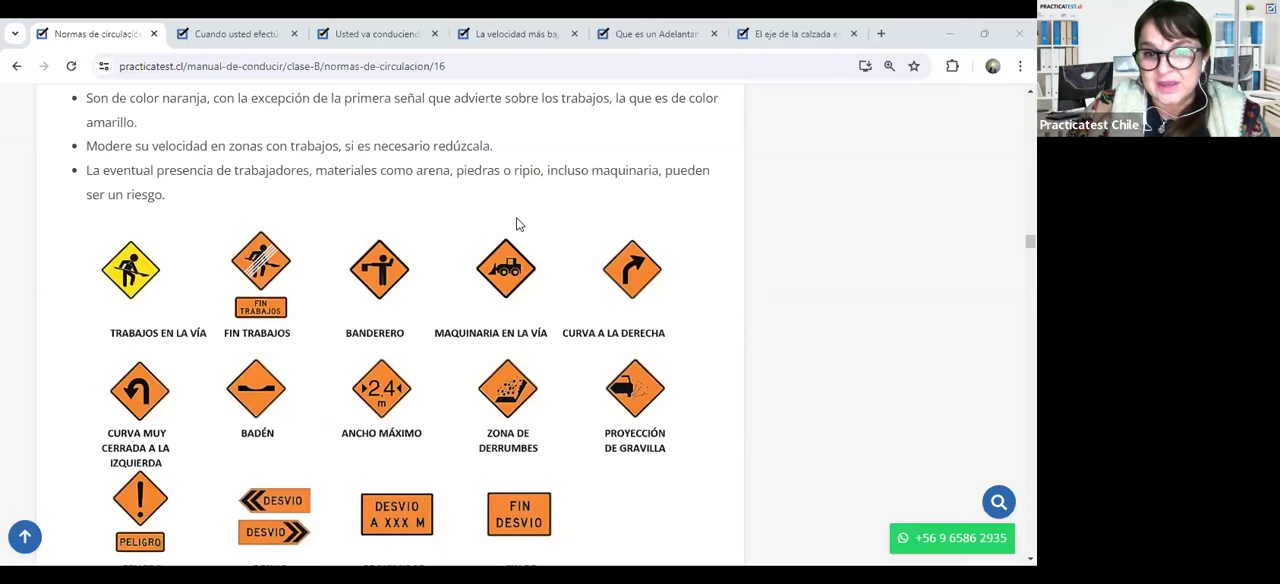 Normas de circulació
Cuando usted efectú
Usted va conduciend
La velocidad más ba
Que es un Adelantar
El eje de la calzada e
practicatest.cl/manual-de-conducir/clase-B/normas-de-circulacion/16
PRACTICATEST.cl
Practicatest Chile
Son de color naranja, con la excepción de la primera señal que advierte sobre los trabajos, la que es de color
amarillo.
Modere su velocidad en zonas con trabajos, si es necesario redúzcala.
La eventual presencia de trabajadores, materiales como arena, piedras o ripio, incluso maquinaria, pueden
ser un riesgo.
FIN
TRABAJOS
TRABAJOS EN LA VÍA
FIN TRABAJOS
BANDERERO
MAQUINARIA EN LA VÍA
CURVA A LA DERECHA
2,4
m
CURVA MUY
CERRADA A LA
IZQUIERDA
BADÉN
ANCHO MÁXIMO
ZONA DE
DERRUMBES
PROYECCIÓN
DE GRAVILLA
!
PELIGRO
DESVIO
DESVIO
DESVIO
A XXX M
FIN
DESVIO
+56 9 6586 2935